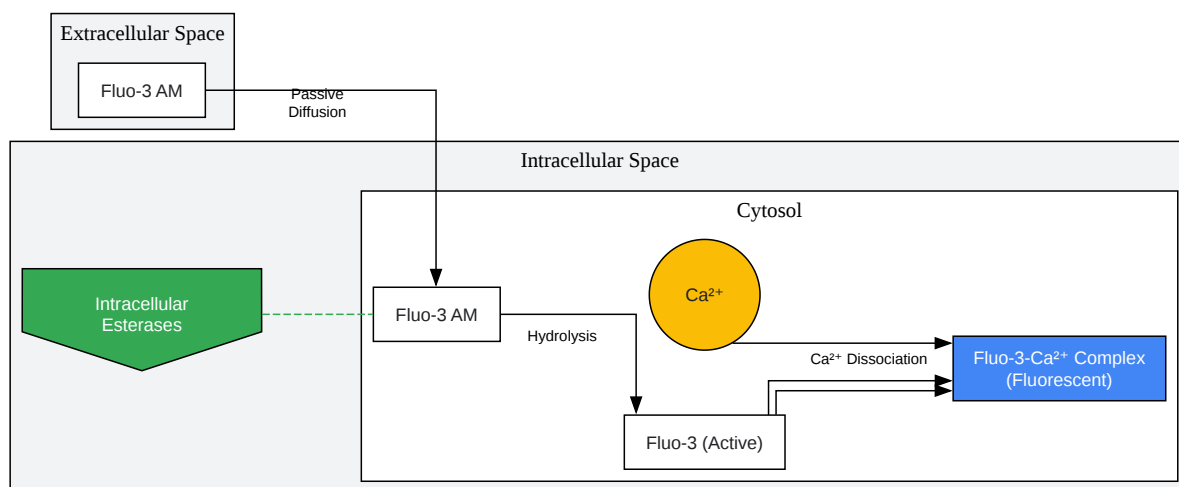 Extracellular Space
Fluo-3 AM
Passive
Diffusion
Intracellular Space
Cytosol
Intracellular
Esterases
Fluo-3 AM
Hydrolysis
Ca²⁺
Ca²⁺ Dissociation
Fluo-3-Ca²⁺ Complex
(Fluorescent)
Fluo-3 (Active)